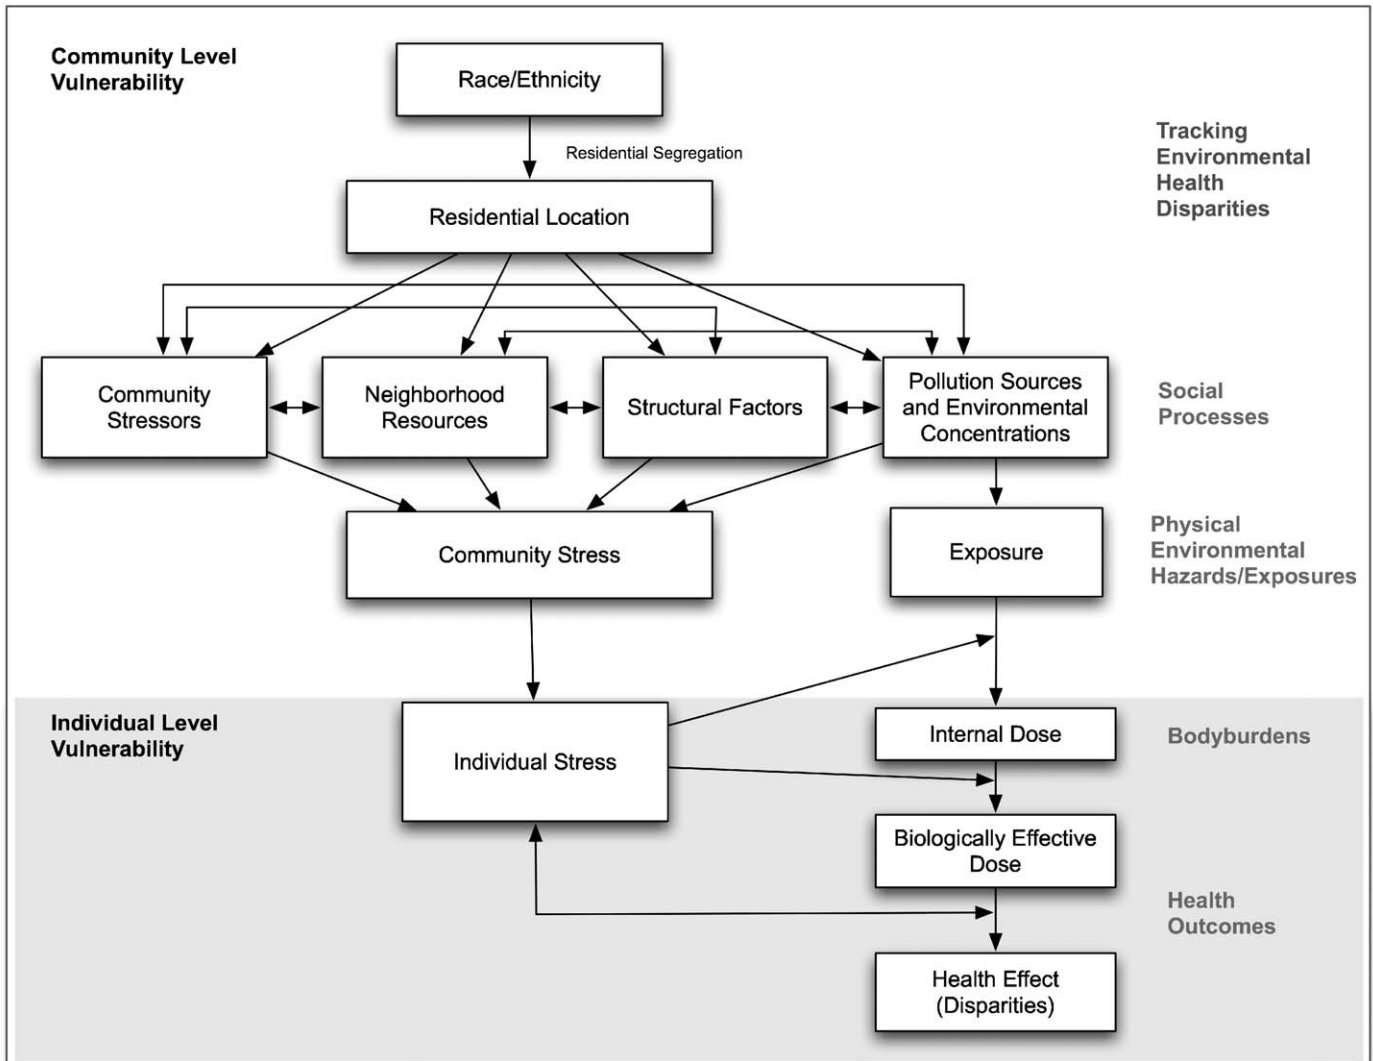 Community Level
Vulnerability
Race/Ethnicity
Tracking
Environmental
Health
Disparities
Residential Segregation
Residential Location
Community
Stressors
Neighborhood
Resources
Structural Factors
Pollution Sources
and Environmental
Concentrations
Social
Processes
Community Stress
Exposure
Physical
Environmental
Hazards/Exposures
Individual Level
Vulnerability
Individual Stress
Internal Dose
Bodyburdens
Biologically Effective
Dose
Health
Outcomes
Health Effect
(Disparities)